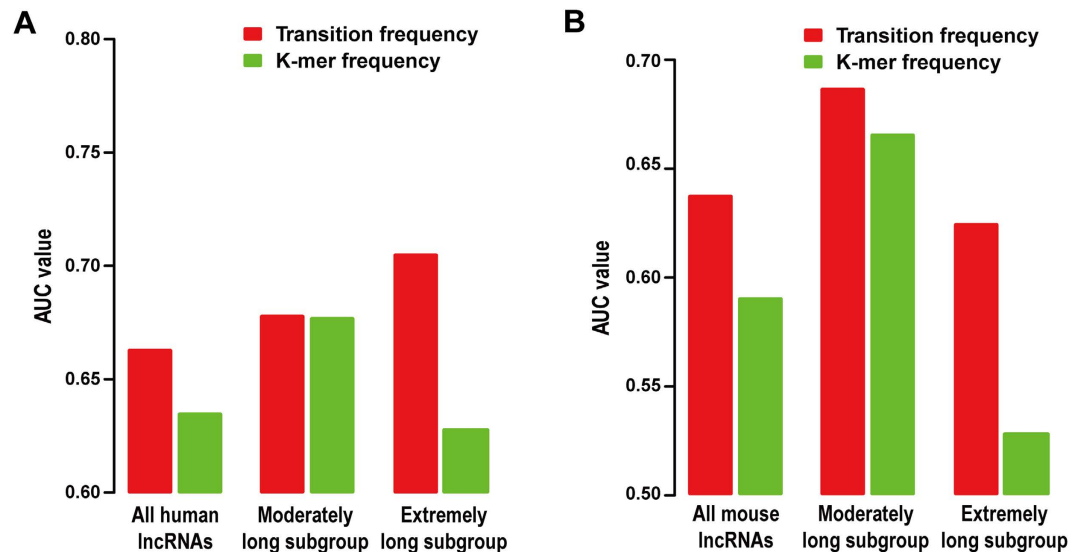 A
Transition frequency
K-mer frequency
AUC value
0.80
0.75
0.70
0.65
0.60
All human
lncRNAs
Moderately
long subgroup
Extremely
long subgroup
B
Transition frequency
K-mer frequency
AUC value
0.70
0.65
0.60
0.55
0.50
All mouse
lncRNAs
Moderately
long subgroup
Extremely
long subgroup